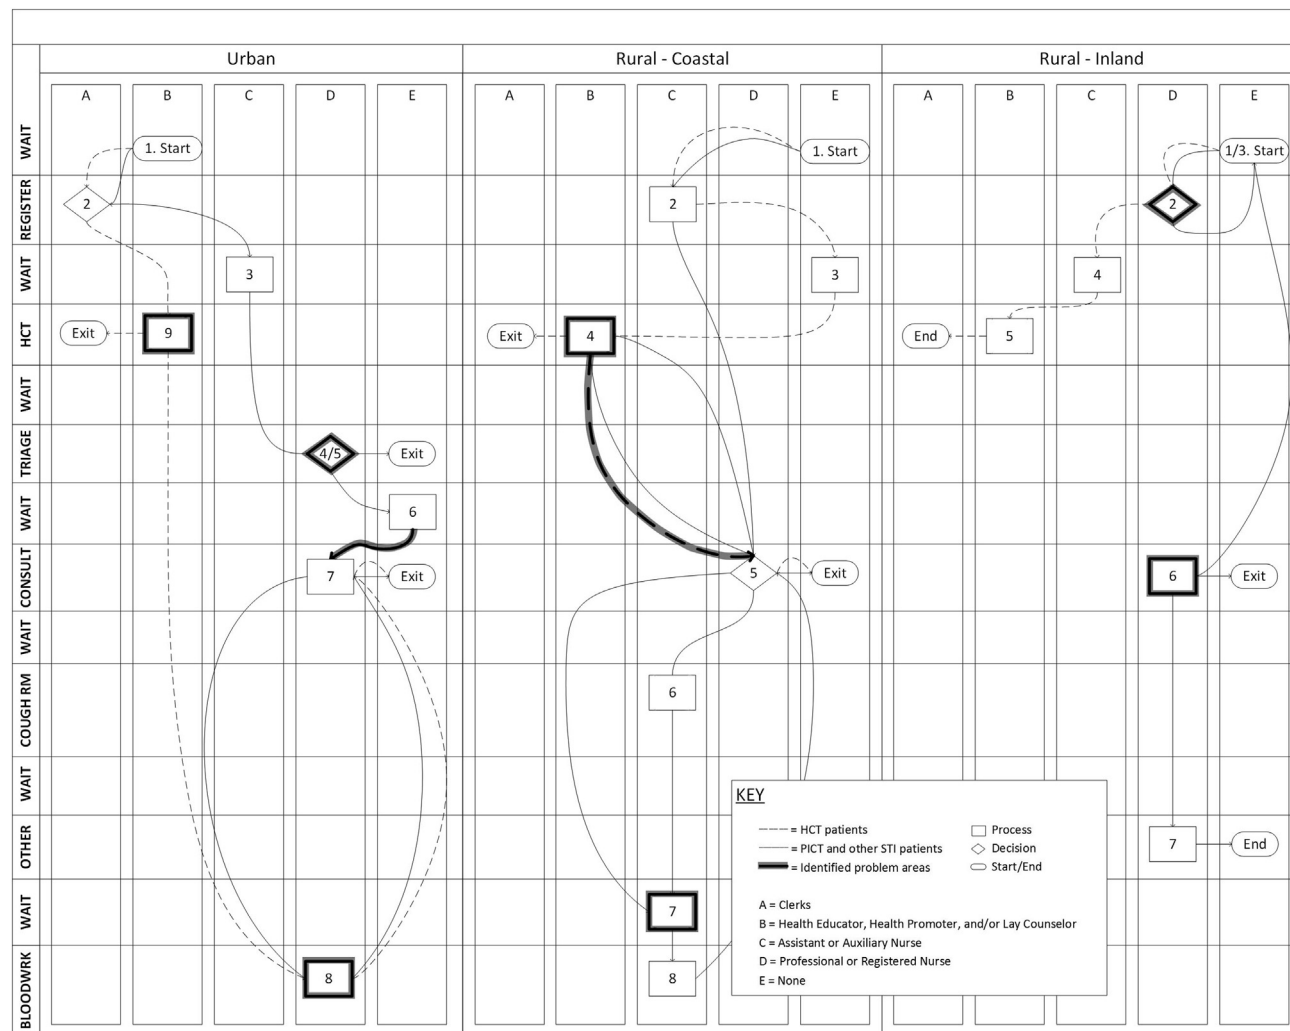 Urban Rural - Coastal Rural - Inland
A B C D E A B C D E A B C D E
WAIT
1. Start 1. Start 1/3. Start
REGISTER
2 2 2
WAIT
3 3 4
HCT
Exit 9 Exit 4 End 5
WAIT
TRIAGE
4/5 Exit
WAIT
6
CONSULT
7 Exit 5 Exit 6 Exit
WAIT
COUGH RM
6
WAIT
OTHER
7 End
WAIT
7
BLOODWRK
8 8
KEY
= HCT patients Process
= PICT and other STI patients Decision
= Identified problem areas Start/End
A = Clerks
B = Health Educator, Health Promoter, and/or Lay Counselor
C = Assistant or Auxiliary Nurse
D = Professional or Registered Nurse
E = None